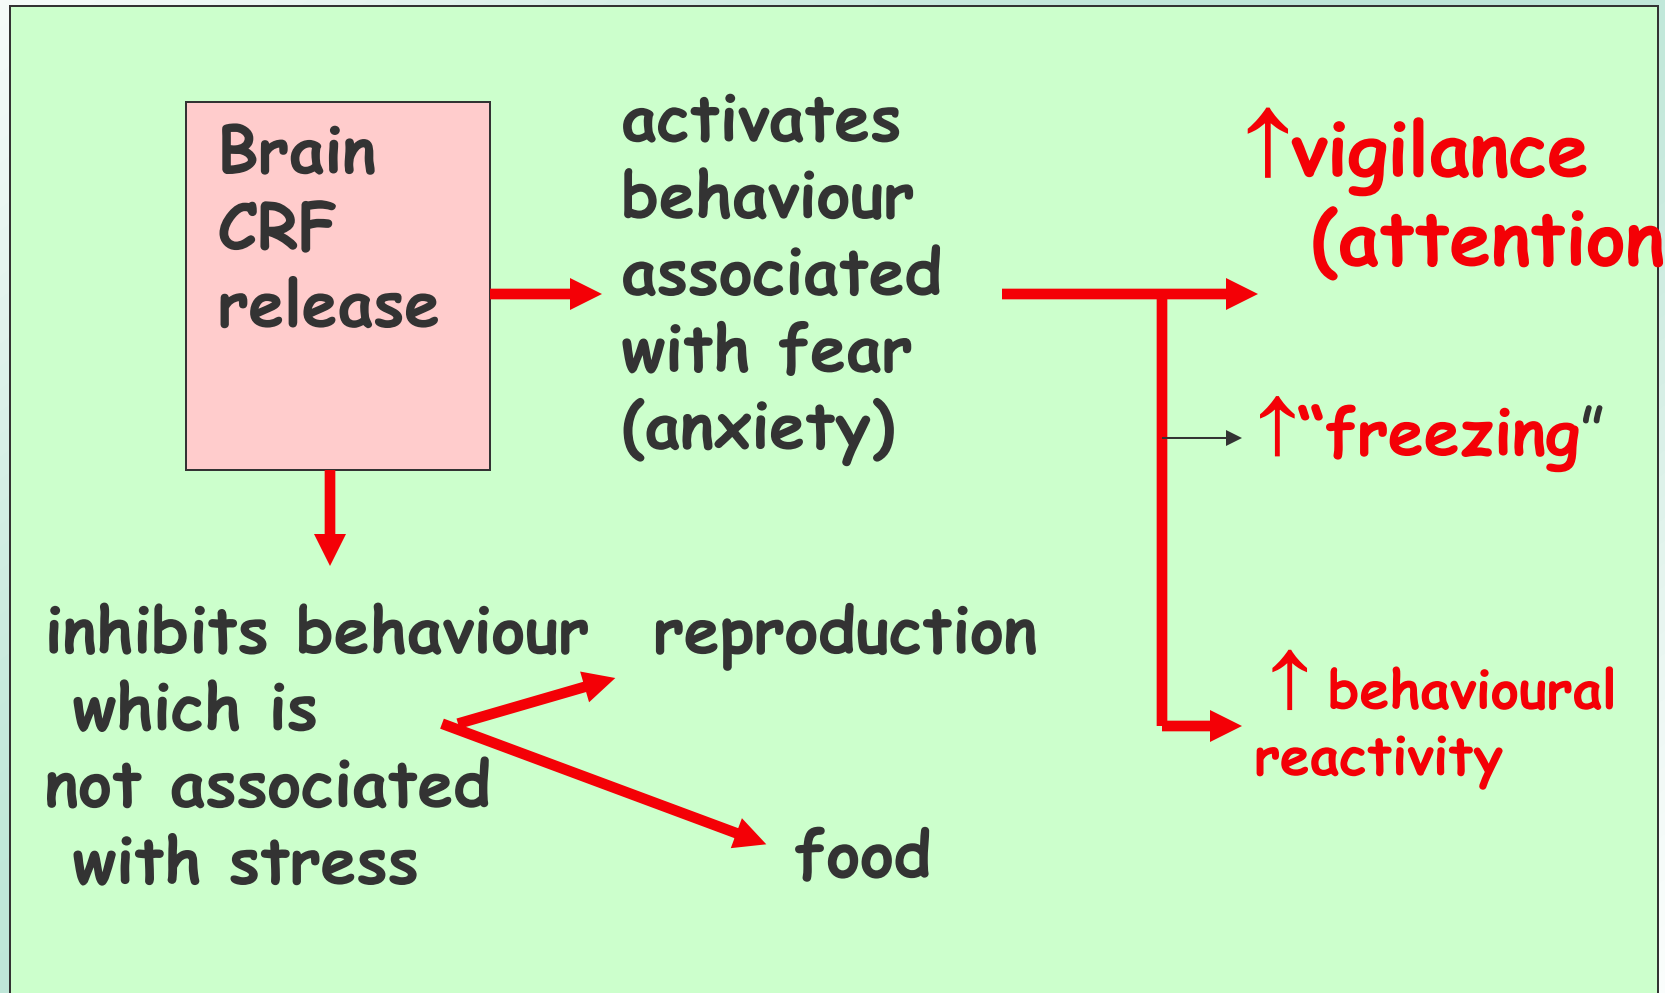 Brain
CRF
release
activates
behaviour
associated
with fear
(anxiety)
↑vigilance
(attention
↑“freezing”
↑ behavioural
reactivity
inhibits behaviour
which is
not associated
with stress
reproduction
food